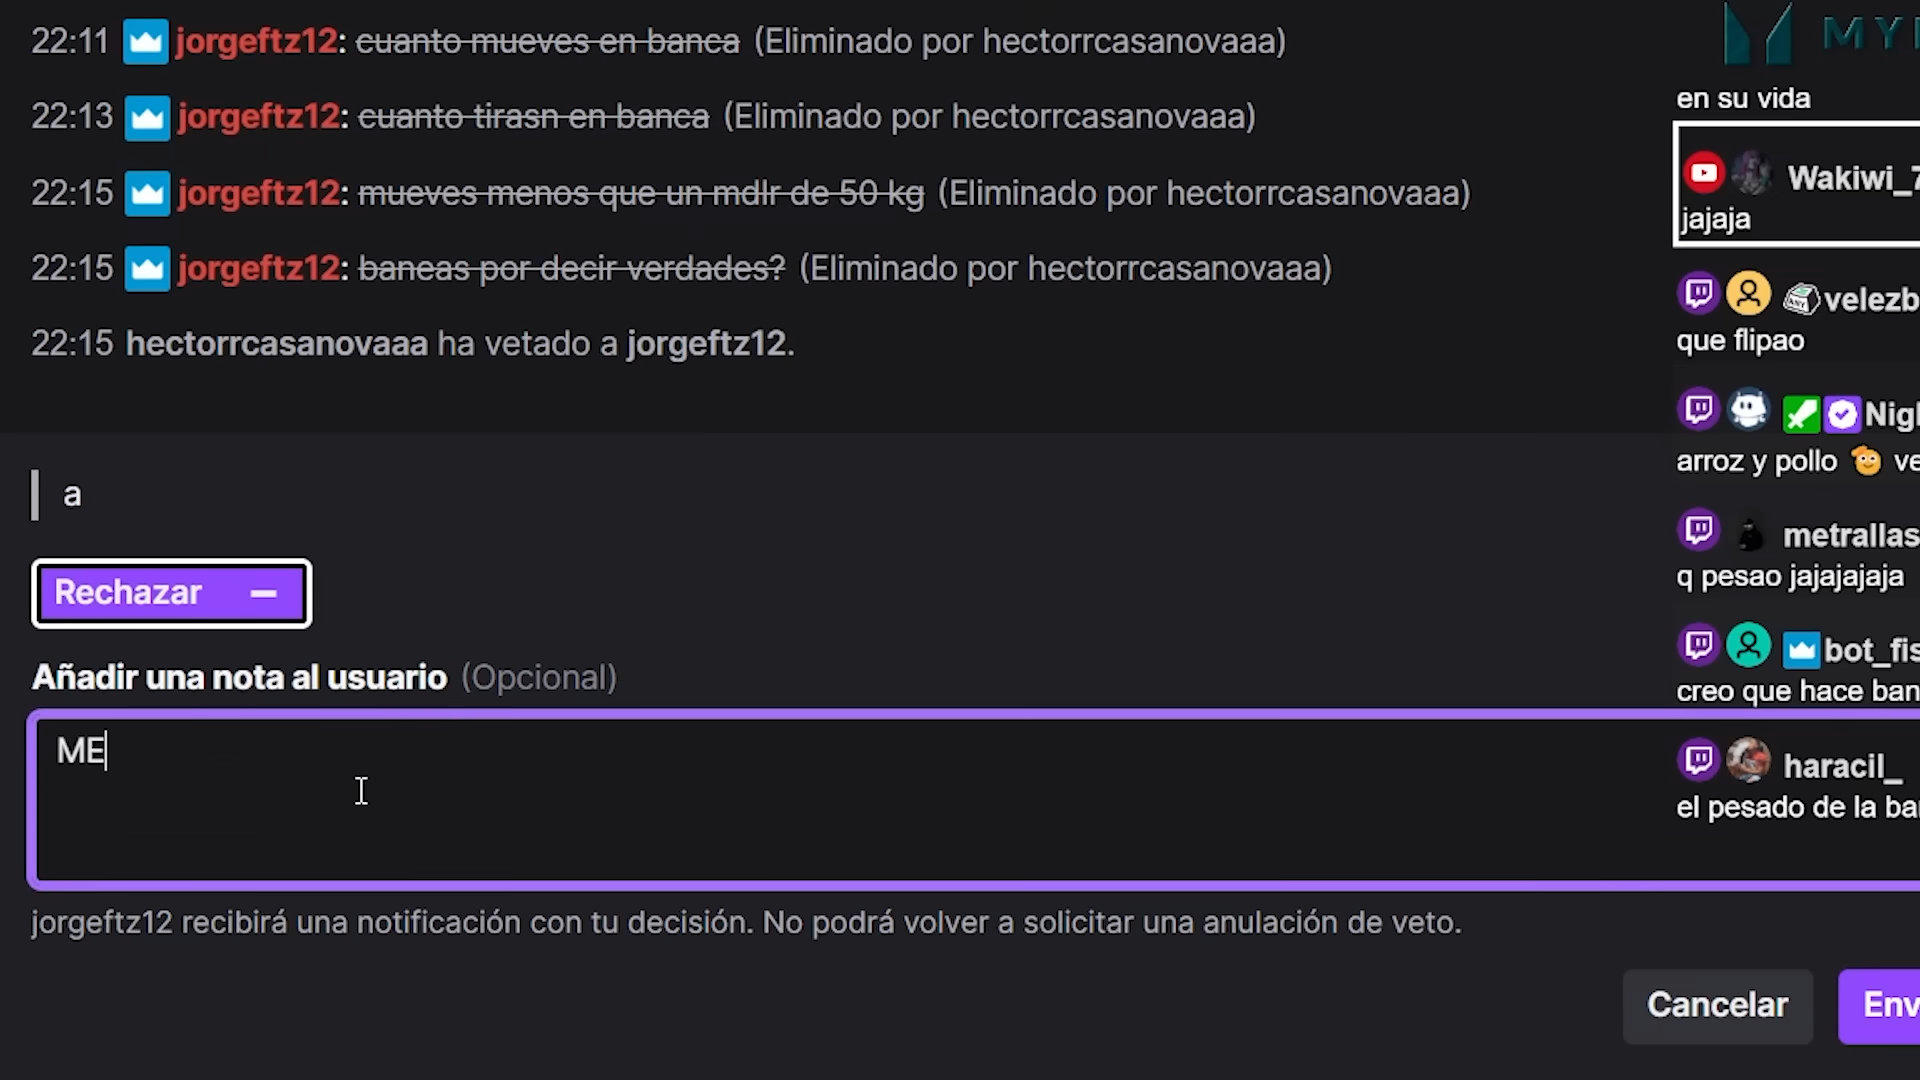 22:11 jorgeftz12: cuanto mueves en banca (Eliminado por hectorrcasanovaaa)
22:13 jorgeftz12: cuanto tirasn en banca (Eliminado por hectorrcasanovaaa)
22:15 jorgeftz12: mueves menos que un mdlr de 50 kg (Eliminado por hectorrcasanovaaa)
22:15 jorgeftz12: baneas por decir verdades? (Eliminado por hectorrcasanovaaa)
22:15 hectorrcasanovaaa ha vetado a jorgeftz12.
a
Rechazar
Añadir una nota al usuario (Opcional)
ME
jorgeftz12 recibirá una notificación con tu decisión. No podrá volver a solicitar una anulación de veto.
Cancelar
Env
MY
en su vida
Wakiwi_7
jajaja
velezb
que flipao
Nigh
arroz y pollo ve
metrallas
q pesao jajajajaja
bot_fis
creo que hace ban
haracil_
el pesado de la ba